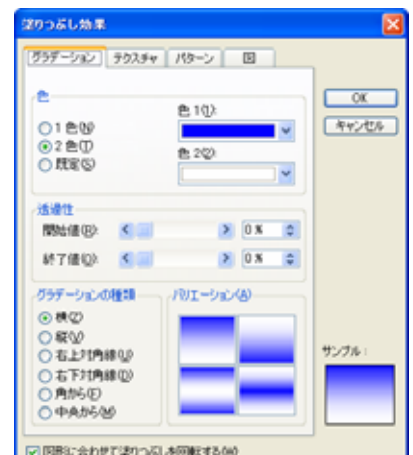 塗りつぶし効果
グラデーション テクスチャ パターン 図
色
○1 色(N)
◉2 色(T)
○既定(S)
色 1(1):
色 2(2):
OK
キャンセル
透過性
開始値(R): 0 %
終了値(O): 0 %
グラデーションの種類
◉横(Z)
○縦(V)
○右上対角線(U)
○右下対角線(D)
○角から(F)
○中央から(M)
バリエーション(A)
サンプル:
図形に合わせて塗りつぶしを回転する(W)